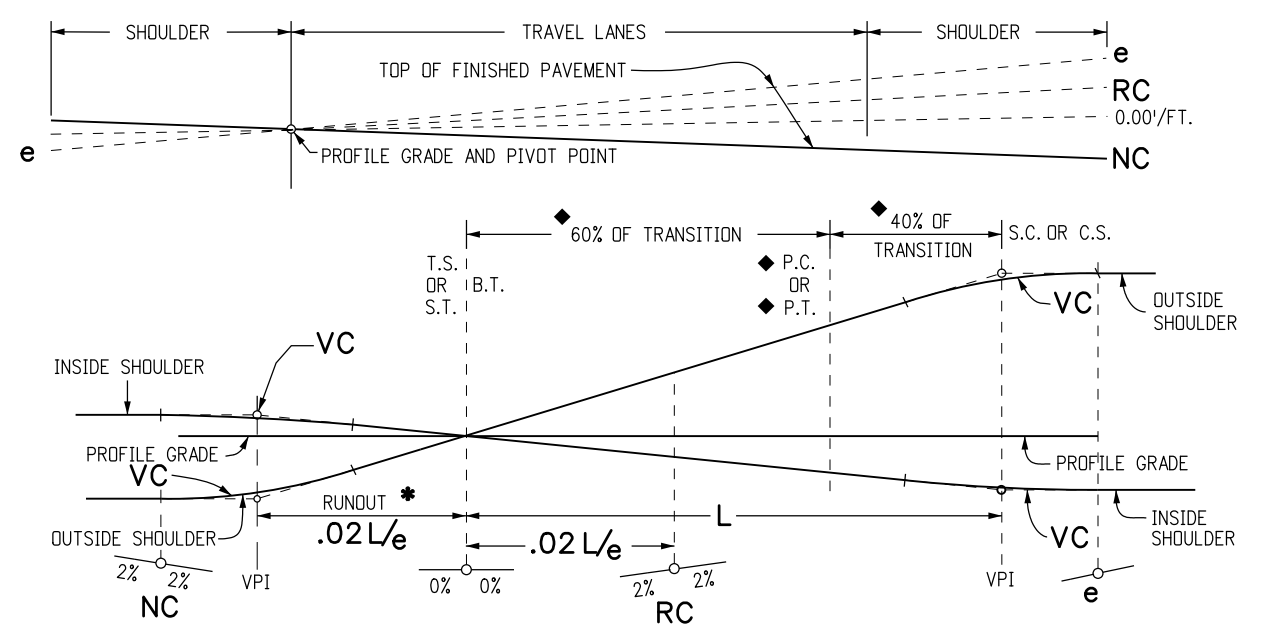 SHOULDER
TRAVEL LANES
SHOULDER
e
TOP OF FINISHED PAVEMENT
RC
0.00'/FT.
e
PROFILE GRADE AND PIVOT POINT
NC
◆ 60% OF TRANSITION
◆ 40% OF
TRANSITION
S.C. OR C.S.
T.S.
OR
S.T.
B.T.
◆ P.C.
OR
◆ P.T.
VC
OUTSIDE
SHOULDER
VC
INSIDE SHOULDER
PROFILE GRADE
VC
PROFILE GRADE
RUNOUT *
.02 L/e
L
.02 L/e
OUTSIDE SHOULDER
VC
INSIDE
SHOULDER
2% 2%
NC
VPI
0% 0%
2% 2%
RC
VPI
e